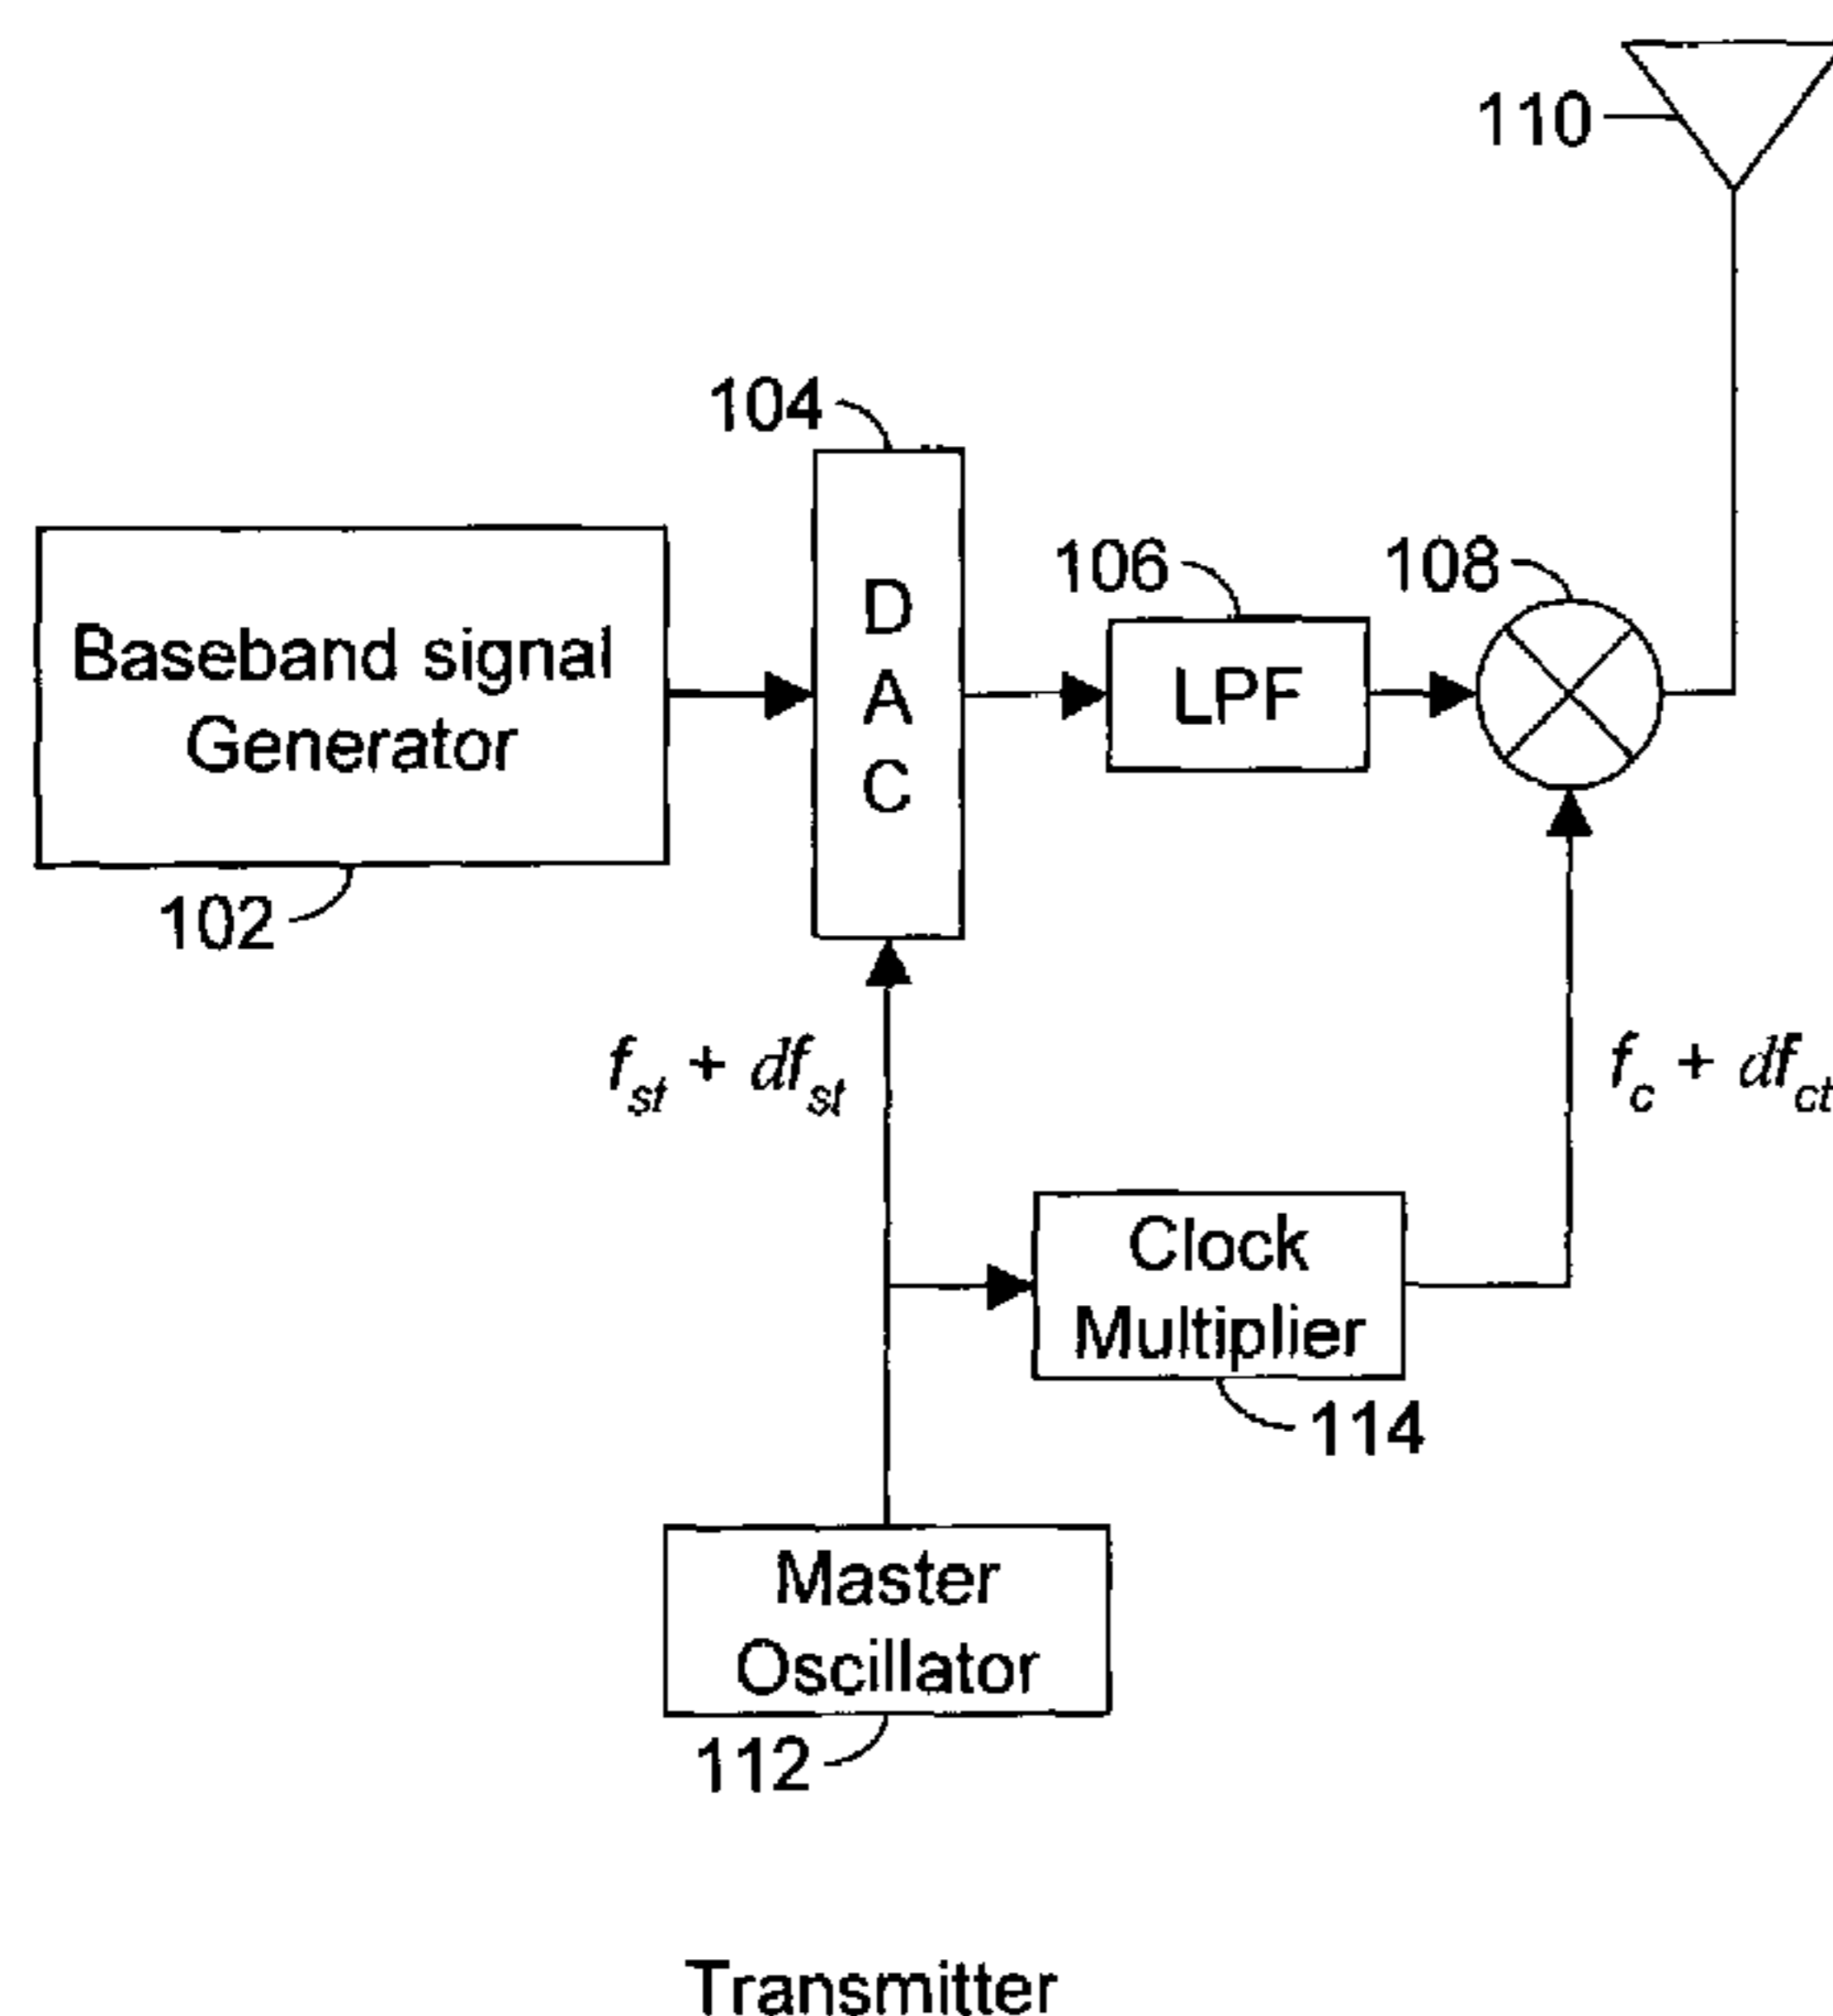 110
104
106
108
D
A
C
Baseband signal
Generator
LPF
102
f_st + df_st
f_c + df_ct
Clock
Multiplier
114
Master
Oscillator
112
Transmitter